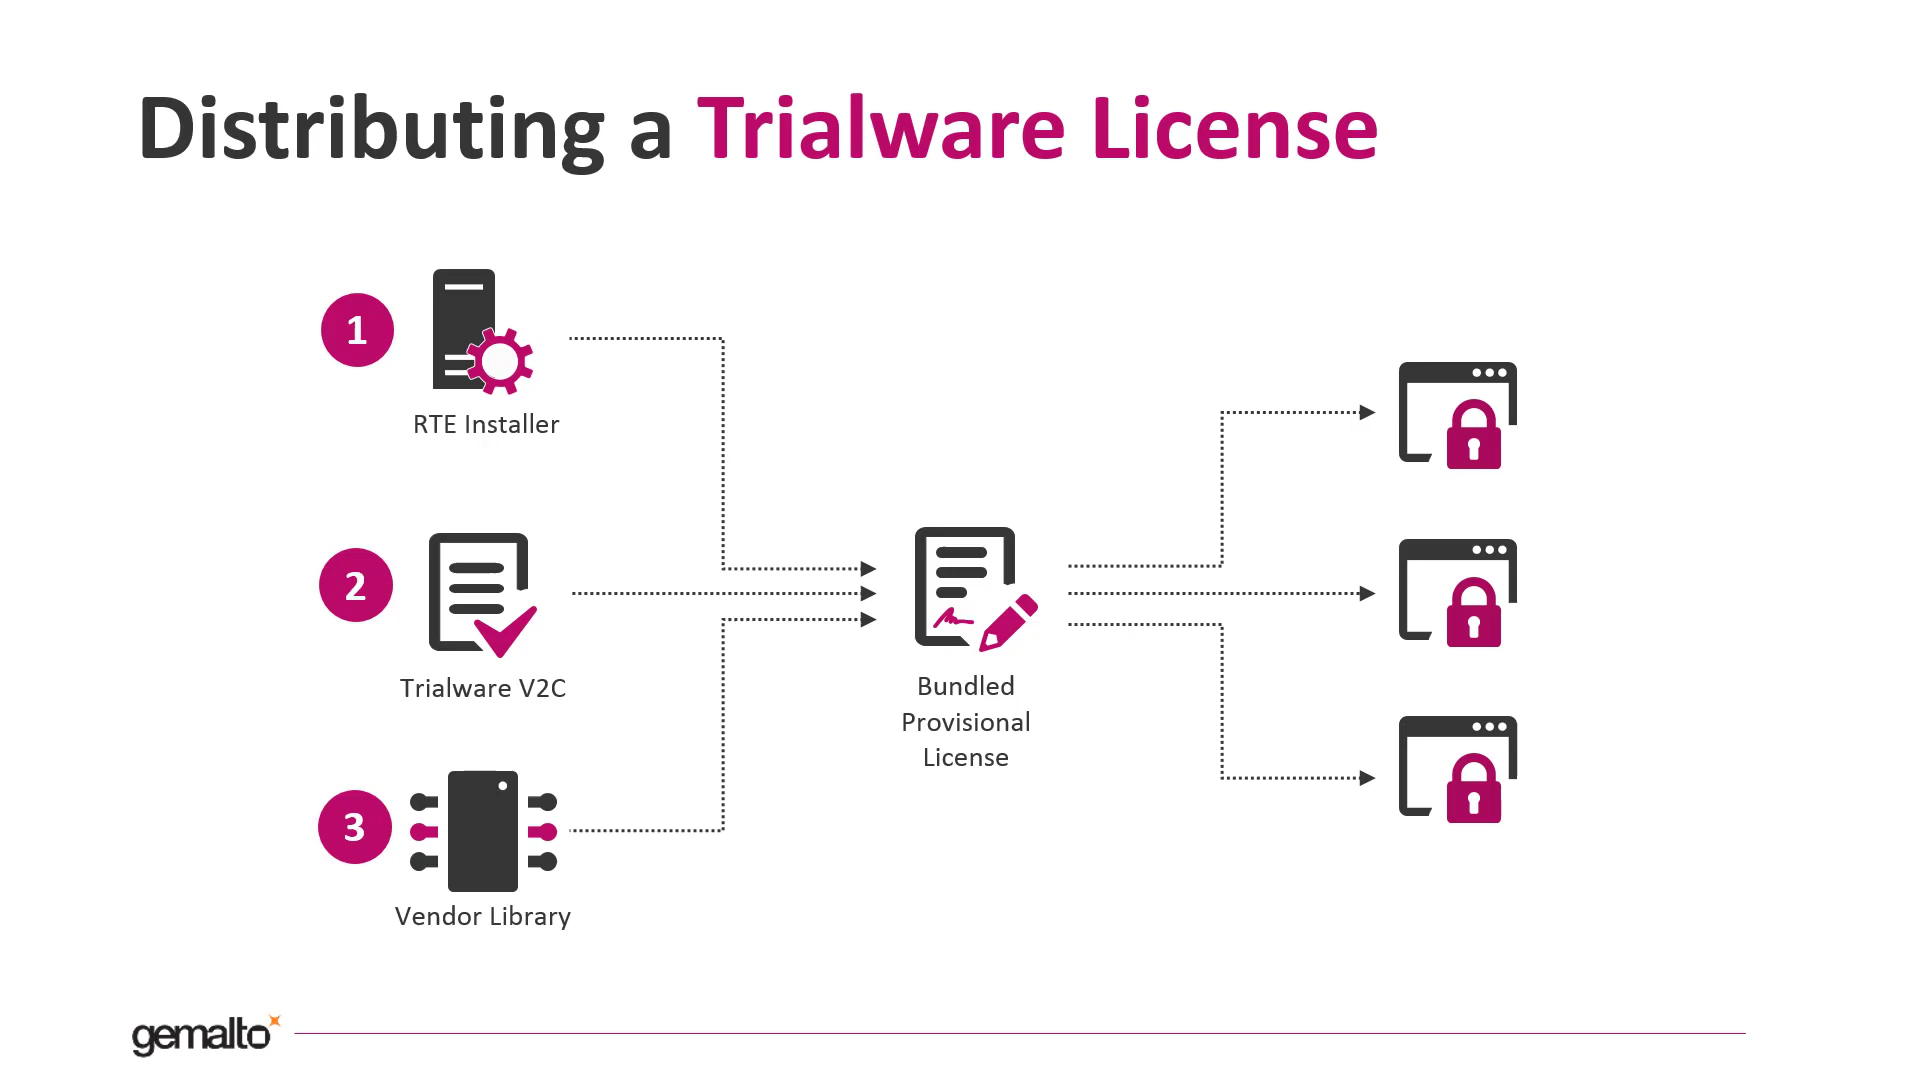 Distributing a Trialware License
1
RTE Installer
2
Trialware V2C
Bundled
Provisional
License
3
Vendor Library
gemalto